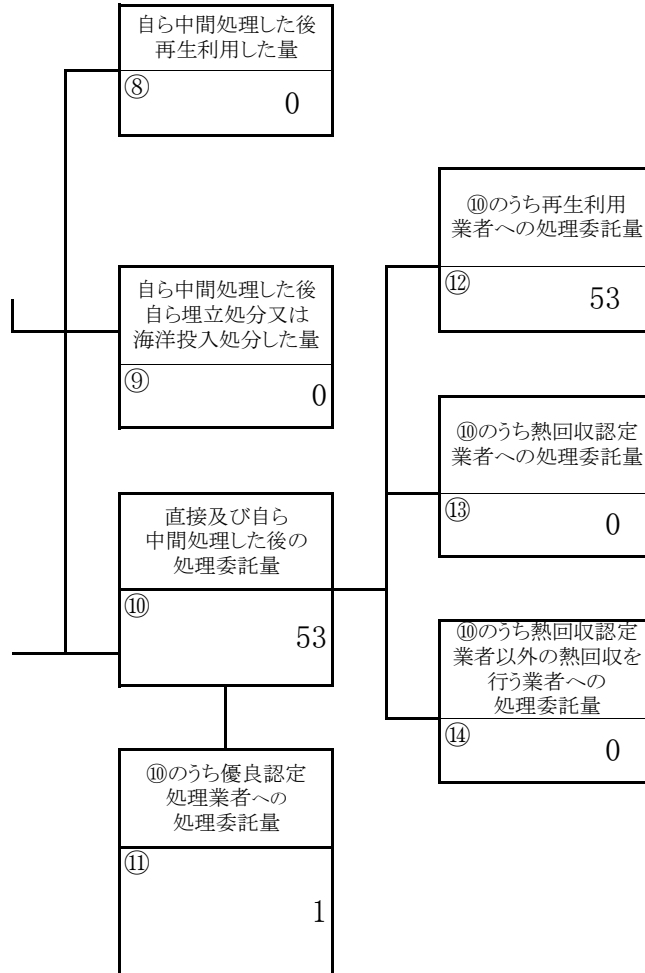 自ら中間処理した後
再生利用した量
⑧
0
自ら中間処理した後
自ら埋立処分又は
海洋投入処分した量
⑨
0
直接及び自ら
中間処理した後の
処理委託量
⑩
53
⑩のうち優良認定
処理業者への
処理委託量
⑪
1
⑩のうち再生利用
業者への処理委託量
⑫
53
⑩のうち熱回収認定
業者への処理委託量
⑬
0
⑩のうち熱回収認定
業者以外の熱回収を
行う業者への
処理委託量
⑭
0